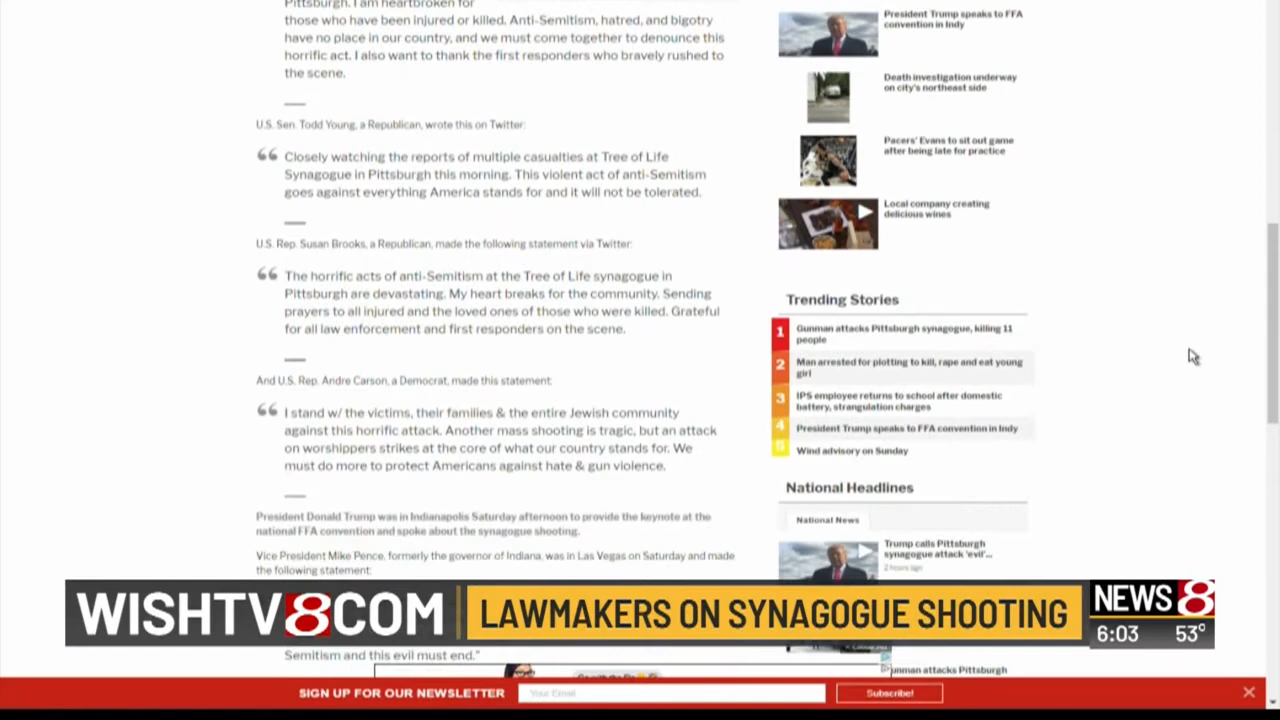 Pittsburgh. I am heartbroken for
those who have been injured or killed. Anti-Semitism, hatred, and bigotry
have no place in our country, and we must come together to denounce this
horrific act. I also want to thank the first responders who bravely rushed to
the scene.
U.S. Sen. Todd Young, a Republican, wrote this on Twitter:
“ Closely watching the reports of multiple casualties at Tree of Life
Synagogue in Pittsburgh this morning. This violent act of anti-Semitism
goes against everything America stands for and it will not be tolerated.
U.S. Rep. Susan Brooks, a Republican, made the following statement via Twitter:
“ The horrific acts of anti-Semitism at the Tree of Life synagogue in
Pittsburgh are devastating. My heart breaks for the community. Sending
prayers to all injured and the loved ones of those who were killed. Grateful
for all law enforcement and first responders on the scene.
And U.S. Rep. Andre Carson, a Democrat, made this statement:
“ I stand w/ the victims, their families & the entire Jewish community
against this horrific attack. Another mass shooting is tragic, but an attack
on worshippers strikes at the core of what our country stands for. We
must do more to protect Americans against hate & gun violence.
President Donald Trump was in Indianapolis Saturday afternoon to provide the keynote at the
national FFA convention and spoke about the synagogue shooting.
Vice President Mike Pence, formerly the governor of Indiana, was in Las Vegas on Saturday and made
the following statement:
Semitism and this evil must end."
President Trump speaks to FFA
convention in Indy
Death investigation underway
on city's northeast side
Pacers' Evans to sit out game
after being late for practice
Local company creating
delicious wines
Trending Stories
1 Gunman attacks Pittsburgh synagogue, killing 11
people
2 Man arrested for plotting to kill, rape and eat young
girl
3 IPS employee returns to school after domestic
battery, strangulation charges
4 President Trump speaks to FFA convention in Indy
5 Wind advisory on Sunday
National Headlines
National News
Trump calls Pittsburgh
synagogue attack 'evil'...
2 hours ago
unman attacks Pittsburgh
WISHTV8COM
LAWMAKERS ON SYNAGOGUE SHOOTING
NEWS 8
6:03 53°
SIGN UP FOR OUR NEWSLETTER
Your Email
Subscribe!